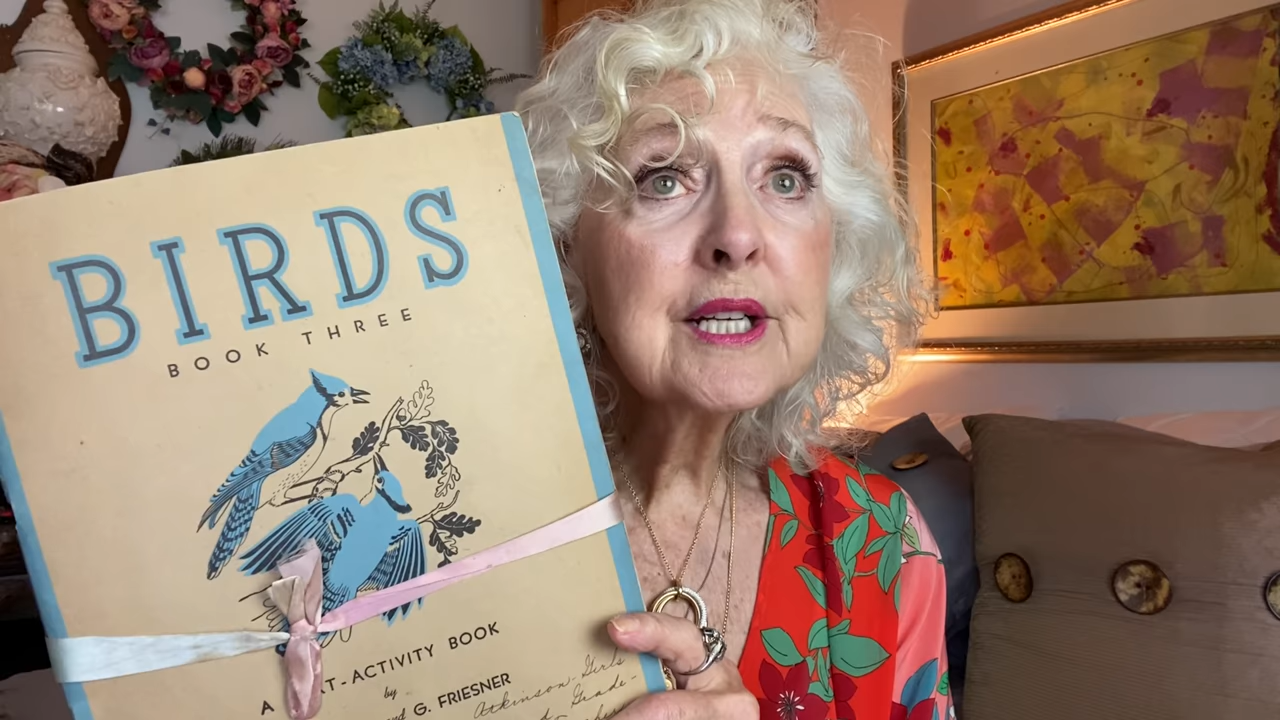 BIRDS
BOOK THREE
A T-ACTIVITY BOOK
by
G. FRIESNER
Atkinson-Girls
Grade-